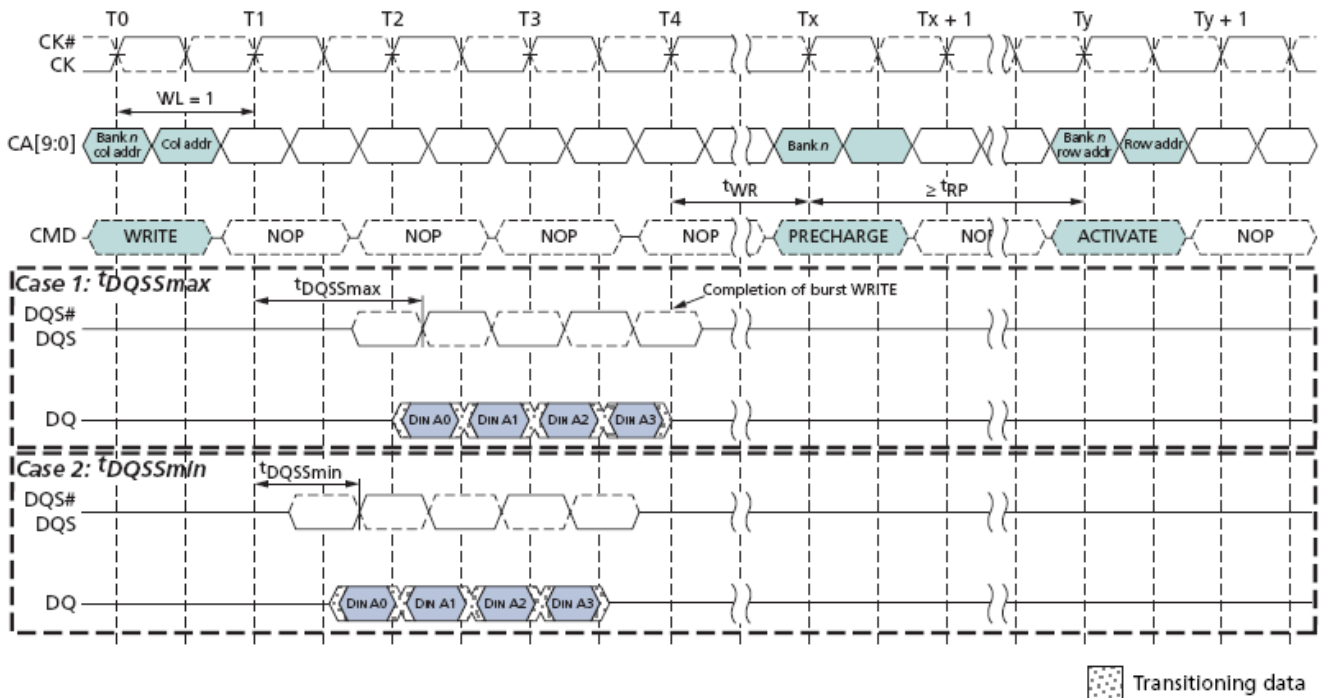 T0 T1 T2 T3 T4 Tx Tx + 1 Ty Ty + 1
CK#
CK
WL = 1
CA[9:0] Bank n col addr Col addr Bank n Bank n row addr Row addr
tWR ≥ tRP
CMD WRITE NOP NOP NOP NOP PRECHARGE NOP ACTIVATE NOP
Case 1: tDQSSmax
tDQSSmax Completion of burst WRITE
DQS#
DQS
DQ DIN A0 DIN A1 DIN A2 DIN A3
Case 2: tDQSSmin
tDQSSmin
DQS#
DQS
DQ DIN A0 DIN A1 DIN A2 DIN A3
Transitioning data